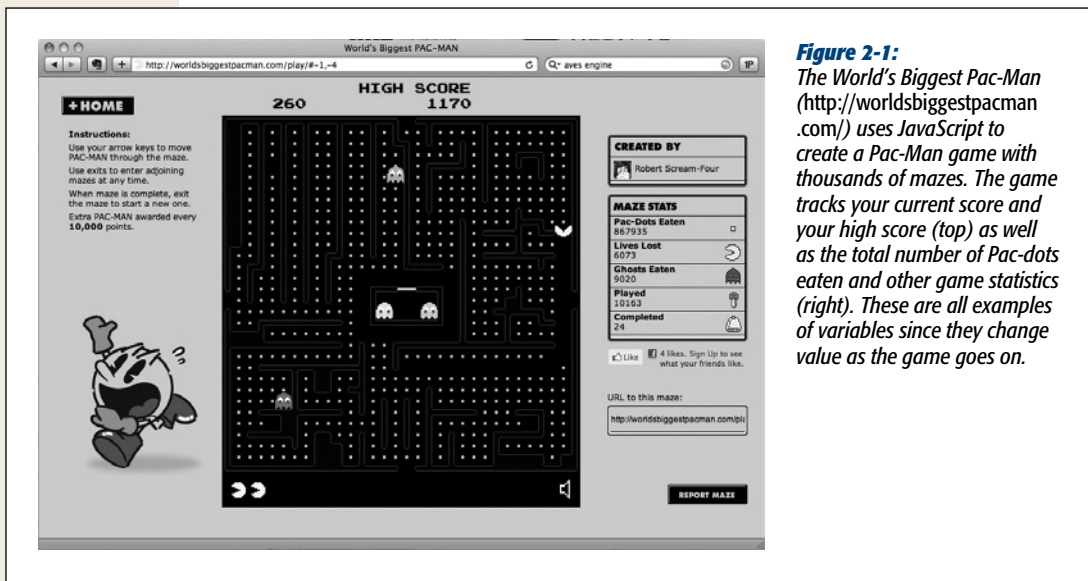 World's Biggest PAC-MAN
http://worldsbiggestpacman.com/play/#-1,-4
aves engine
1P
+HOME
HIGH SCORE
260 1170
Instructions:
Use your arrow keys to move
PAC-MAN through the maze.
Use exits to enter adjoining
mazes at any time.
When maze is complete, exit
the maze to start a new one.
Extra PAC-MAN awarded every
10,000 points.
CREATED BY
Robert Scream-Four
MAZE STATS
Pac-Dots Eaten
867935
Lives Lost
6073
Ghosts Eaten
9020
Played
10163
Completed
24
Like
4 likes. Sign Up to see
what your friends like.
URL to this maze:
http://worldsbiggestpacman.com/pl
REPORT MAZE
Figure 2-1:
The World's Biggest Pac-Man
(http://worldsbiggestpacman
.com/) uses JavaScript to
create a Pac-Man game with
thousands of mazes. The game
tracks your current score and
your high score (top) as well
as the total number of Pac-dots
eaten and other game statistics
(right). These are all examples
of variables since they change
value as the game goes on.